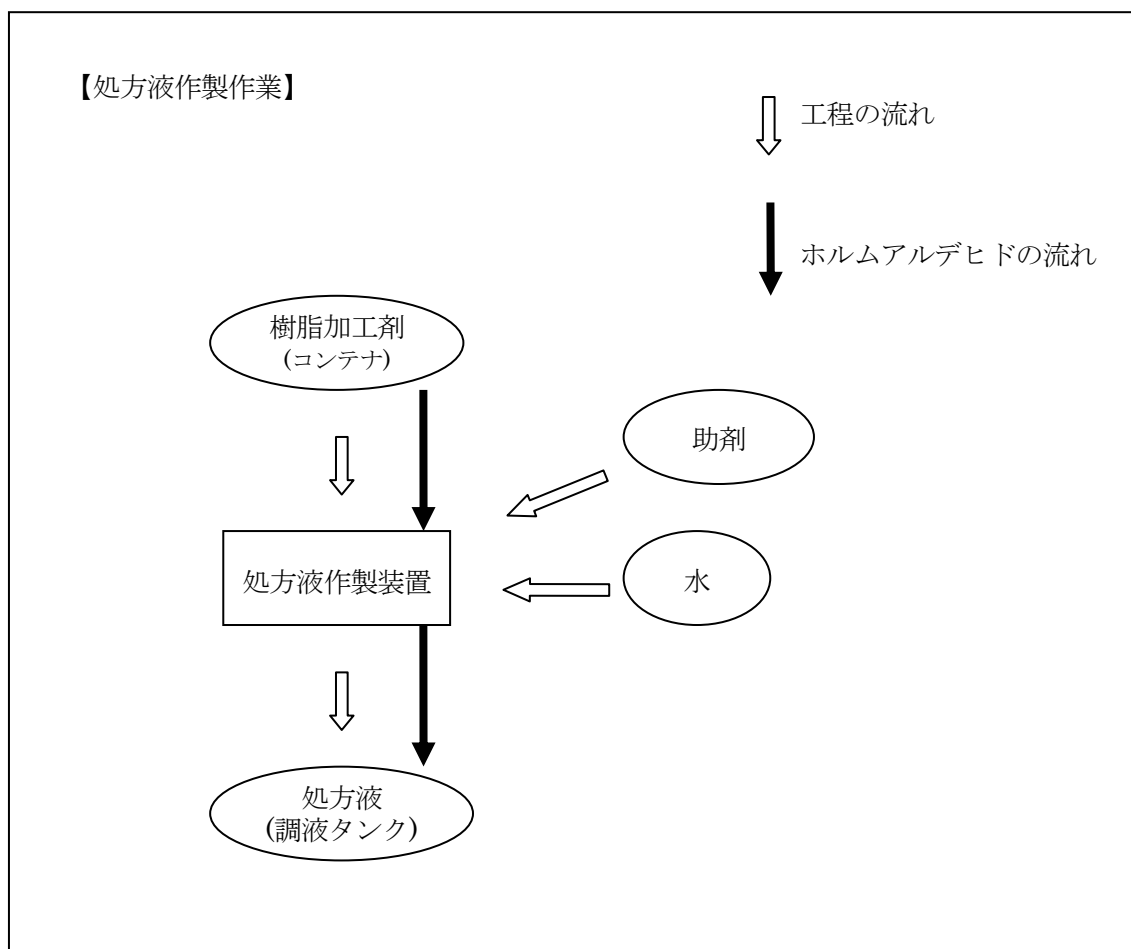 【処方液作製作業】
工程の流れ
ホルムアルデヒドの流れ
樹脂加工剤
(コンテナ)
助剤
処方液作製装置
水
処方液
(調液タンク)